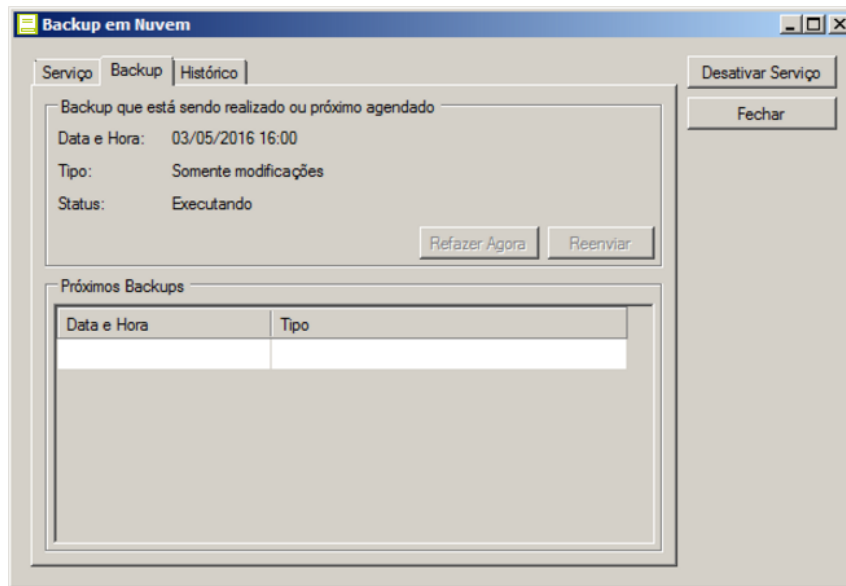 Backup em Nuvem
Serviço Backup Histórico
Desativar Serviço
Fechar
Backup que está sendo realizado ou próximo agendado
Data e Hora: 03/05/2016 16:00
Tipo: Somente modificações
Status: Executando
Refazer Agora Reenviar
Próximos Backups
Data e Hora Tipo